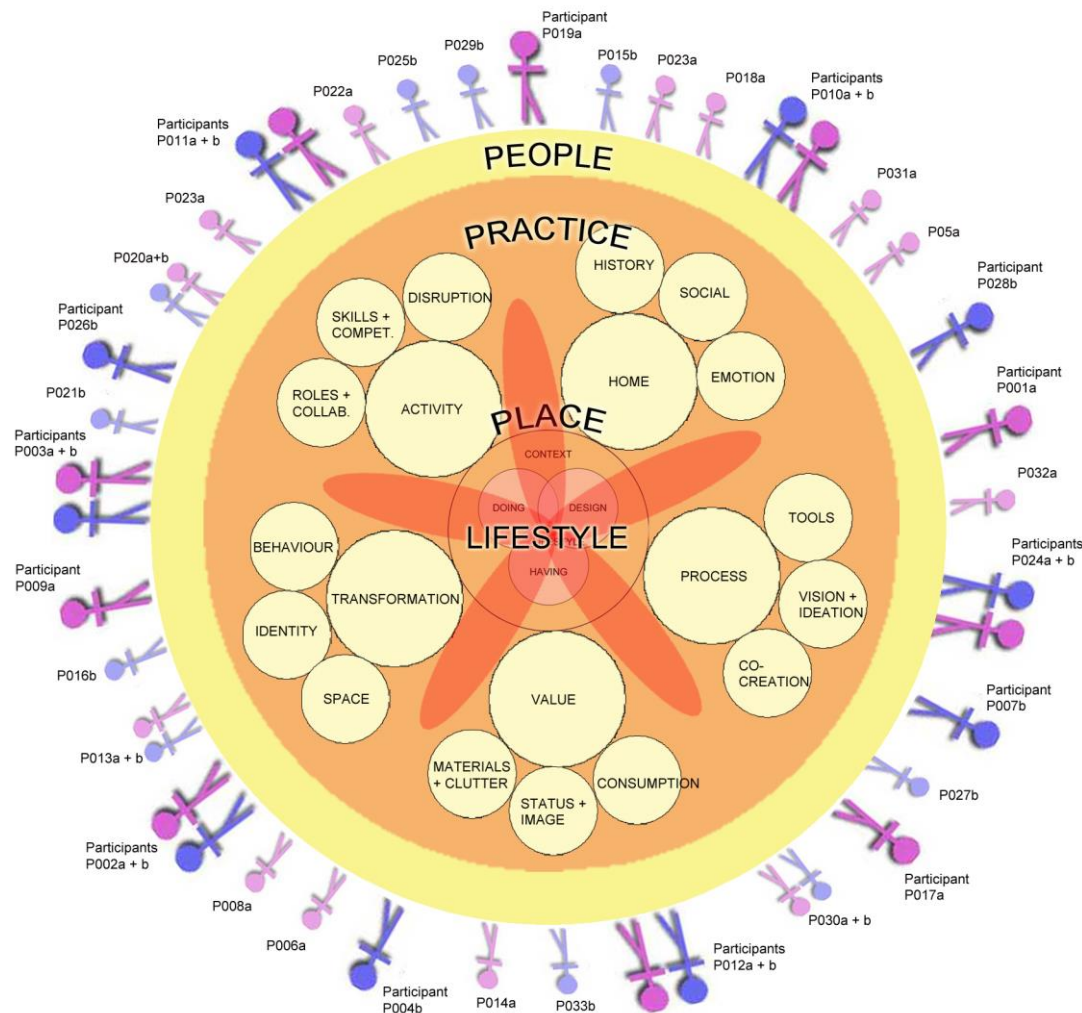 Participant
P019a
P029b
P015b
P025b
P023a
P018a
P022a
Participants
P010a + b
Participants
P011a + b
P031a
P023a
P05a
P020a+b
Participant
P028b
Participant
P026b
Participant
P001a
P021b
Participants
P003a + b
P032a
Participants
P024a + b
Participant
P009a
P016b
Participant
P007b
P013a + b
P027b
Participants
P002a + b
Participant
P017a
P008a
P030a + b
P006a
Participants
P012a + b
Participant
P004b
P014a
P033b
PEOPLE
PRACTICE
HISTORY
SOCIAL
EMOTION
HOME
DISRUPTION
SKILLS +
COMPET.
ROLES +
COLLAB.
ACTIVITY
PLACE
CONTEXT
DOING
DESIGN
LIFESTYLE
HAVING
TOOLS
PROCESS
VISION +
IDEATION
CO-
CREATION
BEHAVIOUR
TRANSFORMATION
IDENTITY
SPACE
VALUE
MATERIALS
+ CLUTTER
STATUS +
IMAGE
CONSUMPTION